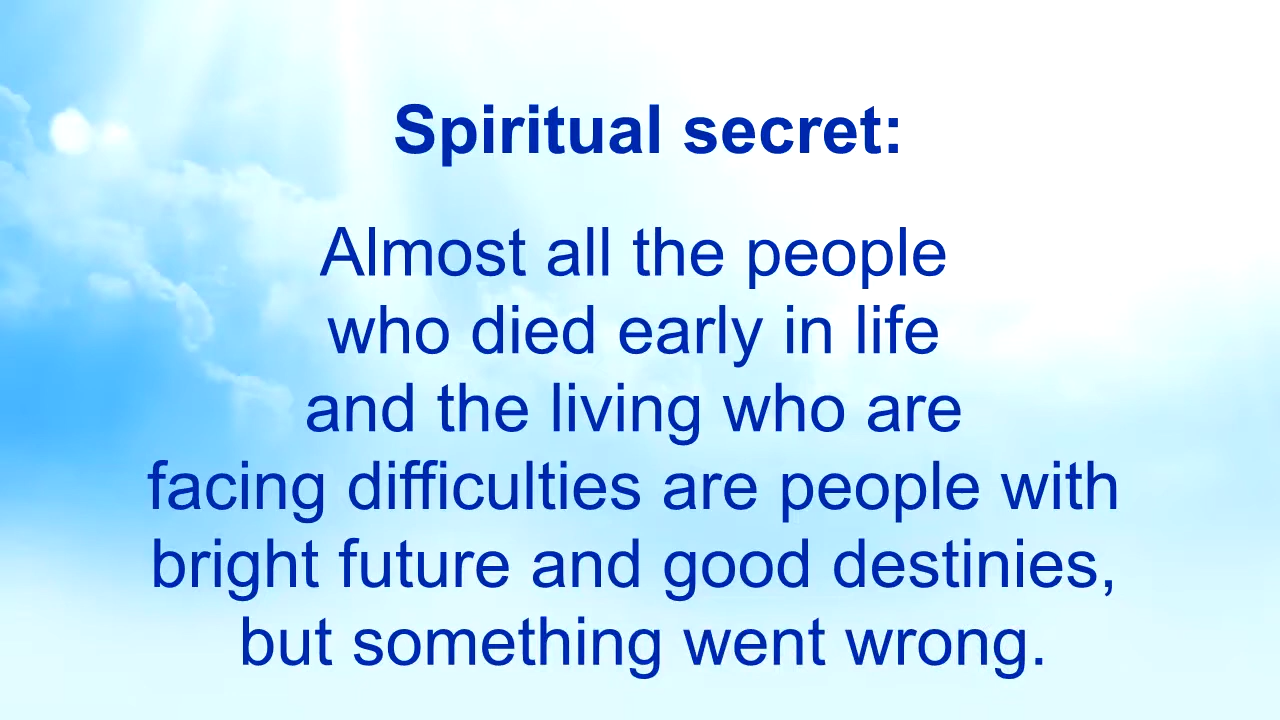 Spiritual secret:
Almost all the people
who died early in life
and the living who are
facing difficulties are people with
bright future and good destinies,
but something went wrong.